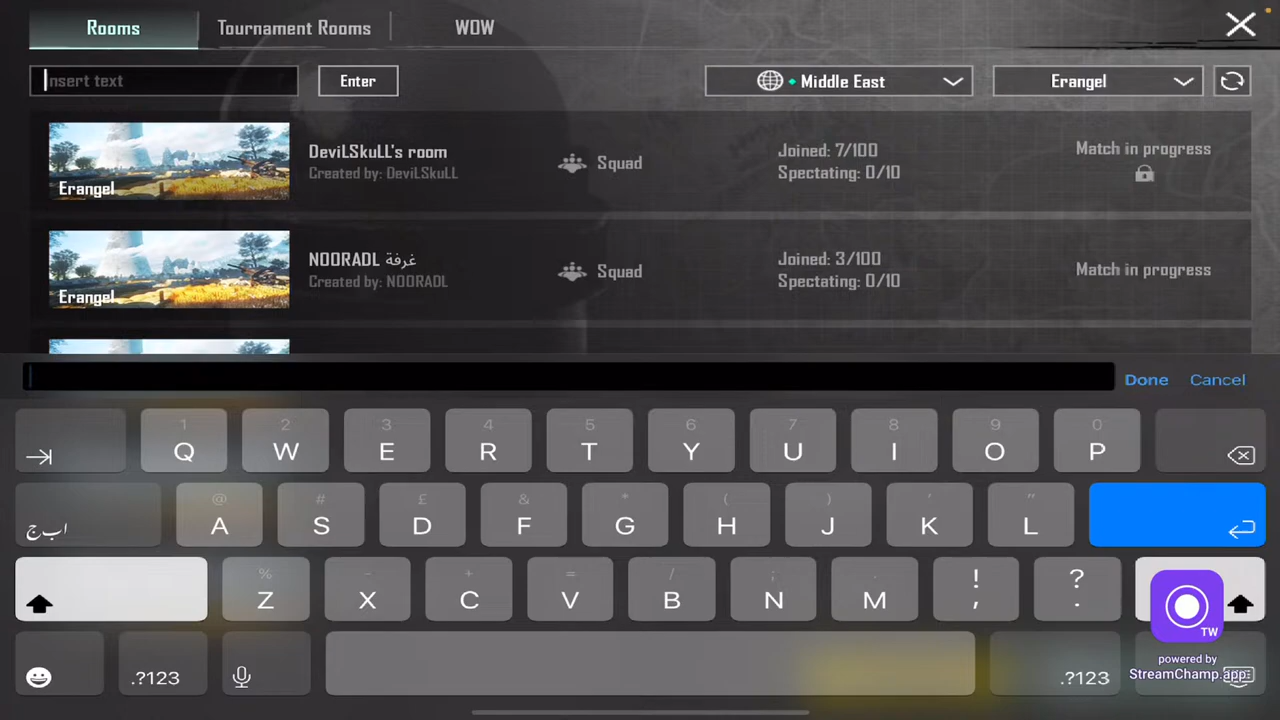 Rooms
Tournament Rooms
WOW
Insert text
Enter
Middle East
Erangel
DeviLSkuLL's room
Created by: DeviLSkuLL
Erangel
Squad
Joined: 7/100
Spectating: 0/10
Match in progress
NOORADL غرفة
Created by: NOORADL
Erangel
Squad
Joined: 3/100
Spectating: 0/10
Match in progress
Done
Cancel
1 2 3 4 5 6 7 8 9 0
Q W E R T Y U I O P
@ # £ & * ( ) ' "
ا ب ج A S D F G H J K L
% - + = / ; : ! ?
Z X C V B N M , .
.?123
.?123
TW
powered by
StreamChamp.app